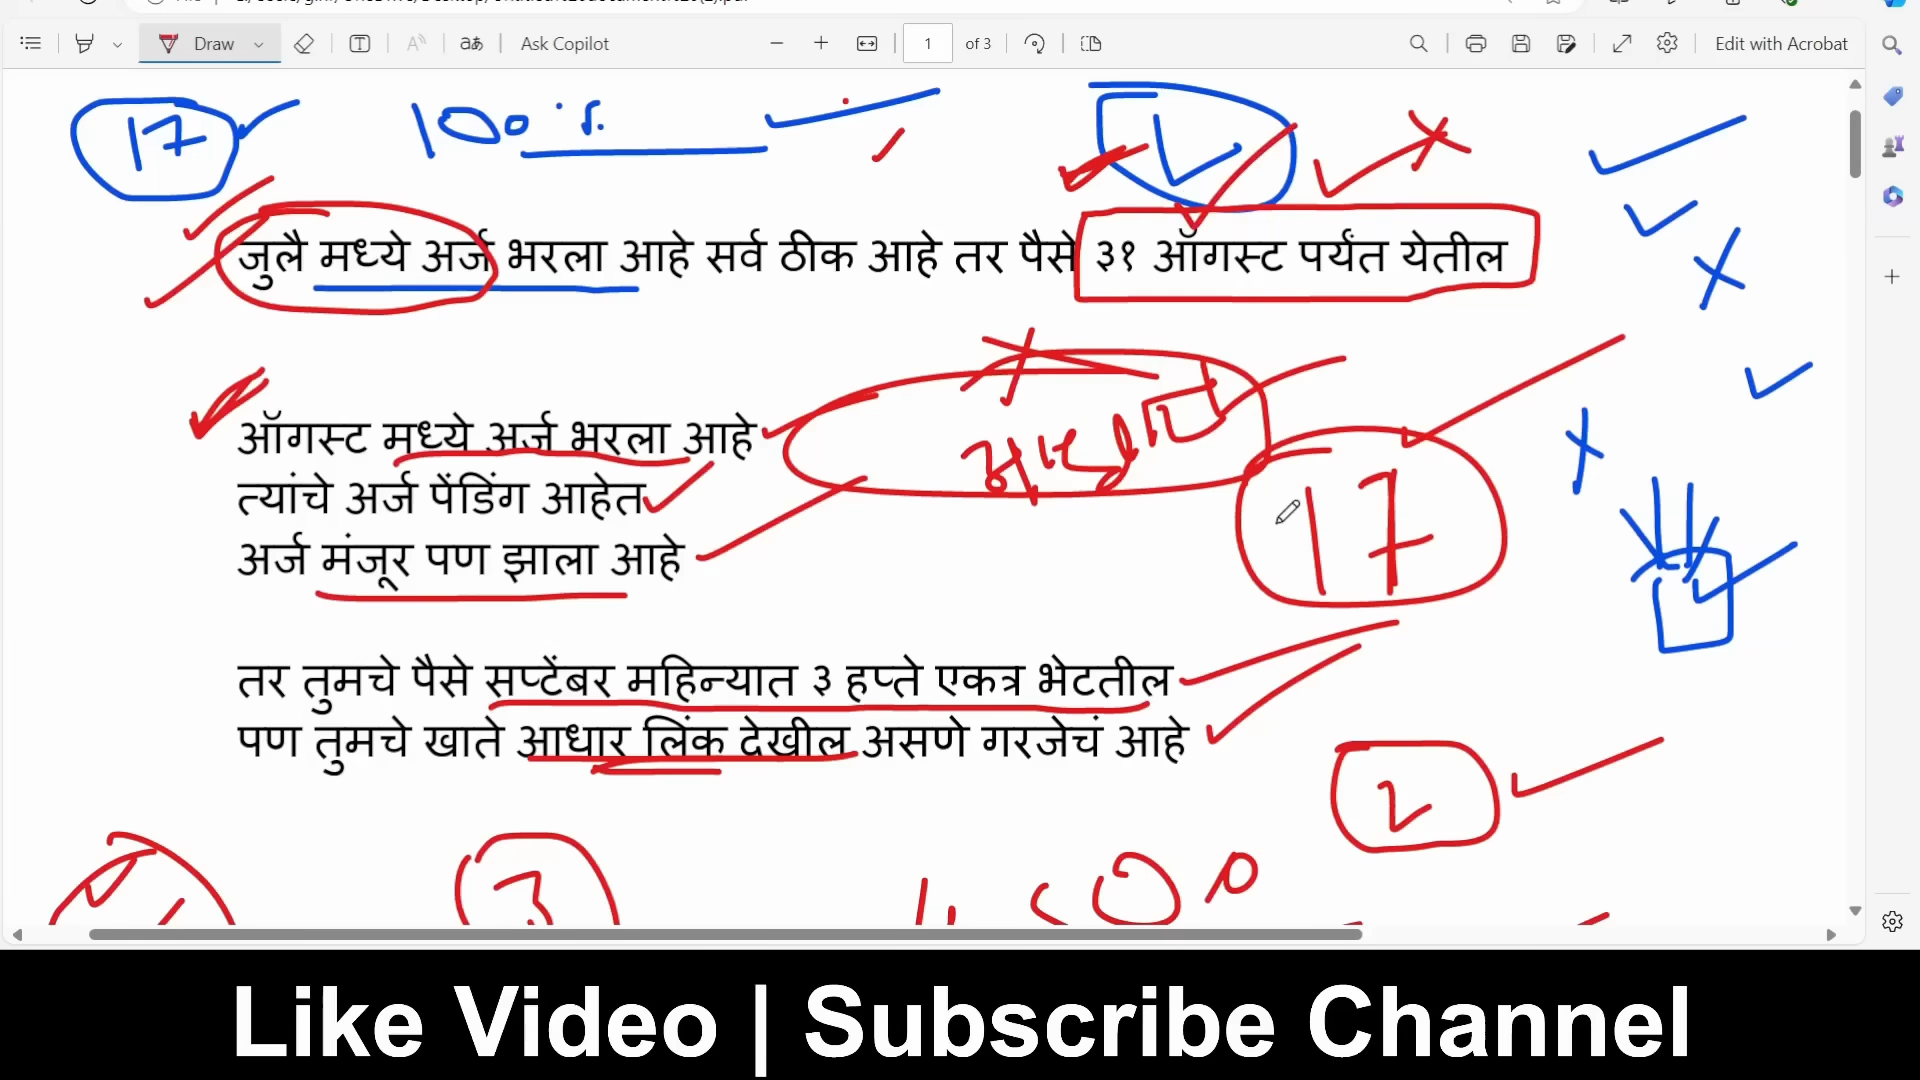 Draw
Ask Copilot
1 of 3
Edit with Acrobat
17
100
जुलै मध्ये अर्ज भरला आहे सर्व ठीक आहे तर पैसे ३१ ऑगस्ट पर्यंत येतील
ऑगस्ट मध्ये अर्ज भरला आहे
त्यांचे अर्ज पेंडिंग आहेत
17
अर्ज मंजूर पण झाला आहे
तर तुमचे पैसे सप्टेंबर महिन्यात ३ हप्ते एकत्र भेटतील
पण तुमचे खाते आधार लिंक देखील असणे गरजेचं आहे
2
3
Like Video | Subscribe Channel